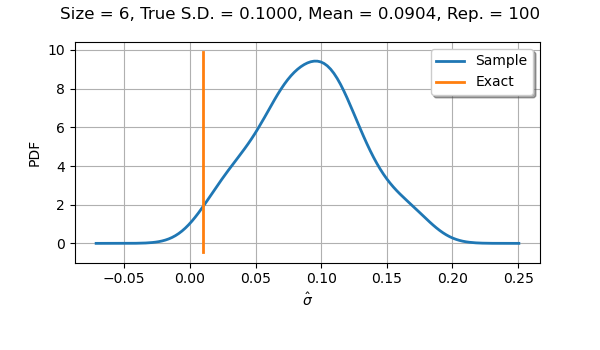 Size = 6, True S.D. = 0.1000, Mean = 0.0904, Rep. = 100
10
8
6
4
2
0
PDF
Sample
Exact
−0.05
0.00
0.05
0.10
0.15
0.20
0.25
σ̂